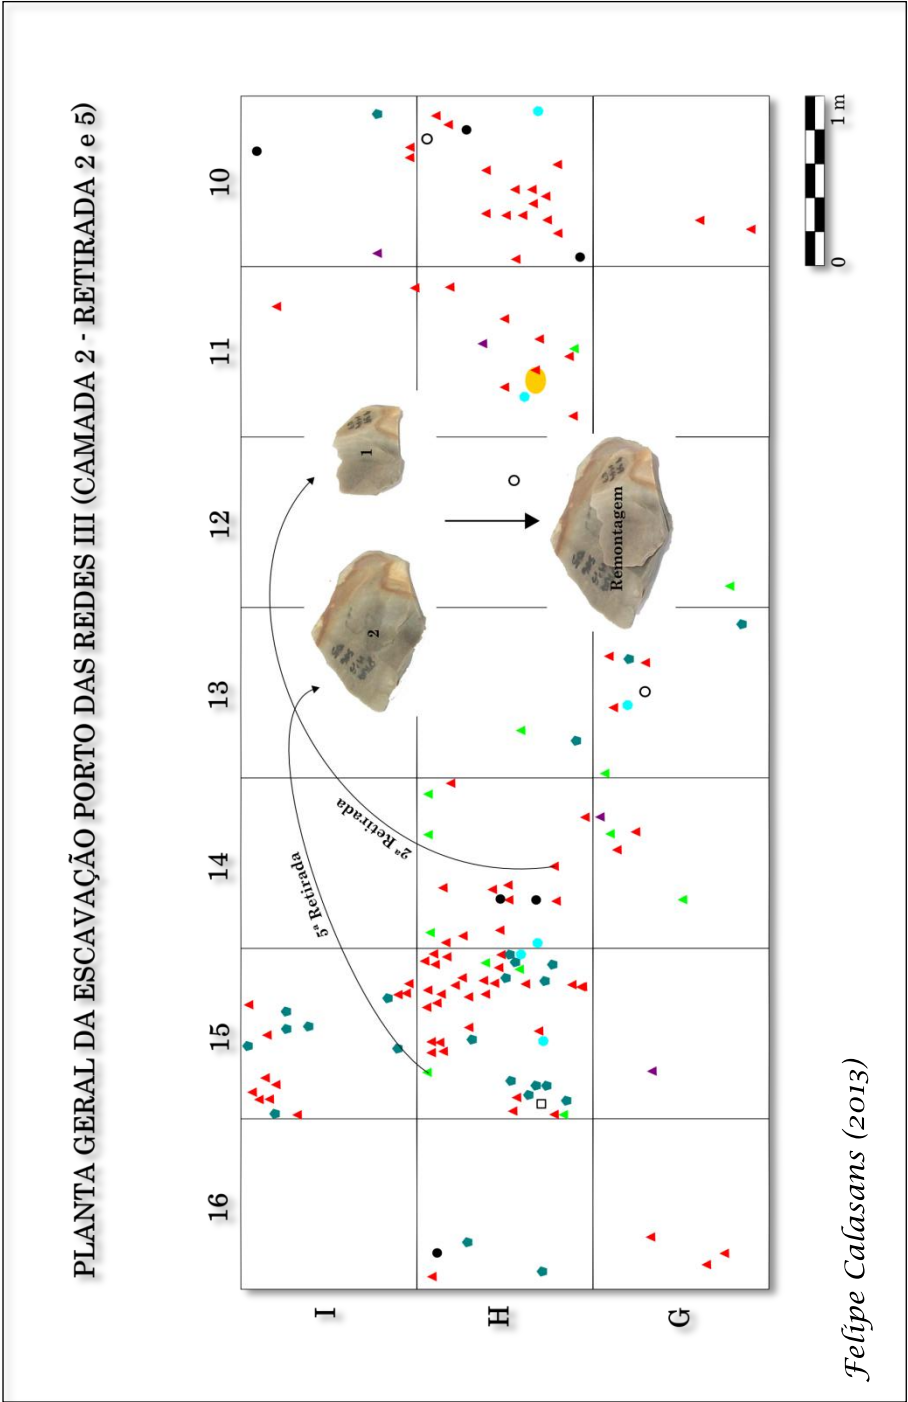 PLANTA GERAL DA ESCAVAÇÃO PORTO DAS REDES III (CAMADA 2 - RETIRADA 2 e 5)
16 15 14 13 12 11 10
I
H
G
5ª Retirada
2ª Retirada
2
1
Remontagem
0 1 m
Felipe Calasans (2013)